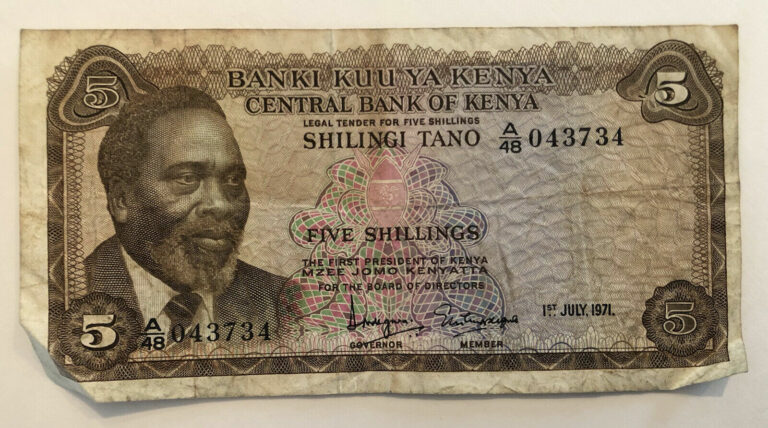 5
5
BANKI KUU YA KENYA
CENTRAL BANK OF KENYA
LEGAL TENDER FOR FIVE SHILLINGS
SHILINGI TANO A/48 043734
FIVE SHILLINGS
THE FIRST PRESIDENT OF KENYA
MZEE JOMO KENYATTA
FOR THE BOARD OF DIRECTORS
1ST JULY, 1971.
5
A/48 043734
GOVERNOR MEMBER
5